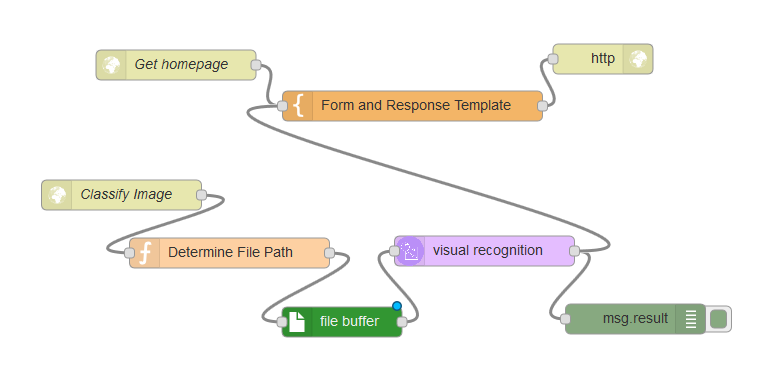 Get homepage
http
Form and Response Template
Classify Image
Determine File Path
visual recognition
file buffer
msg.result